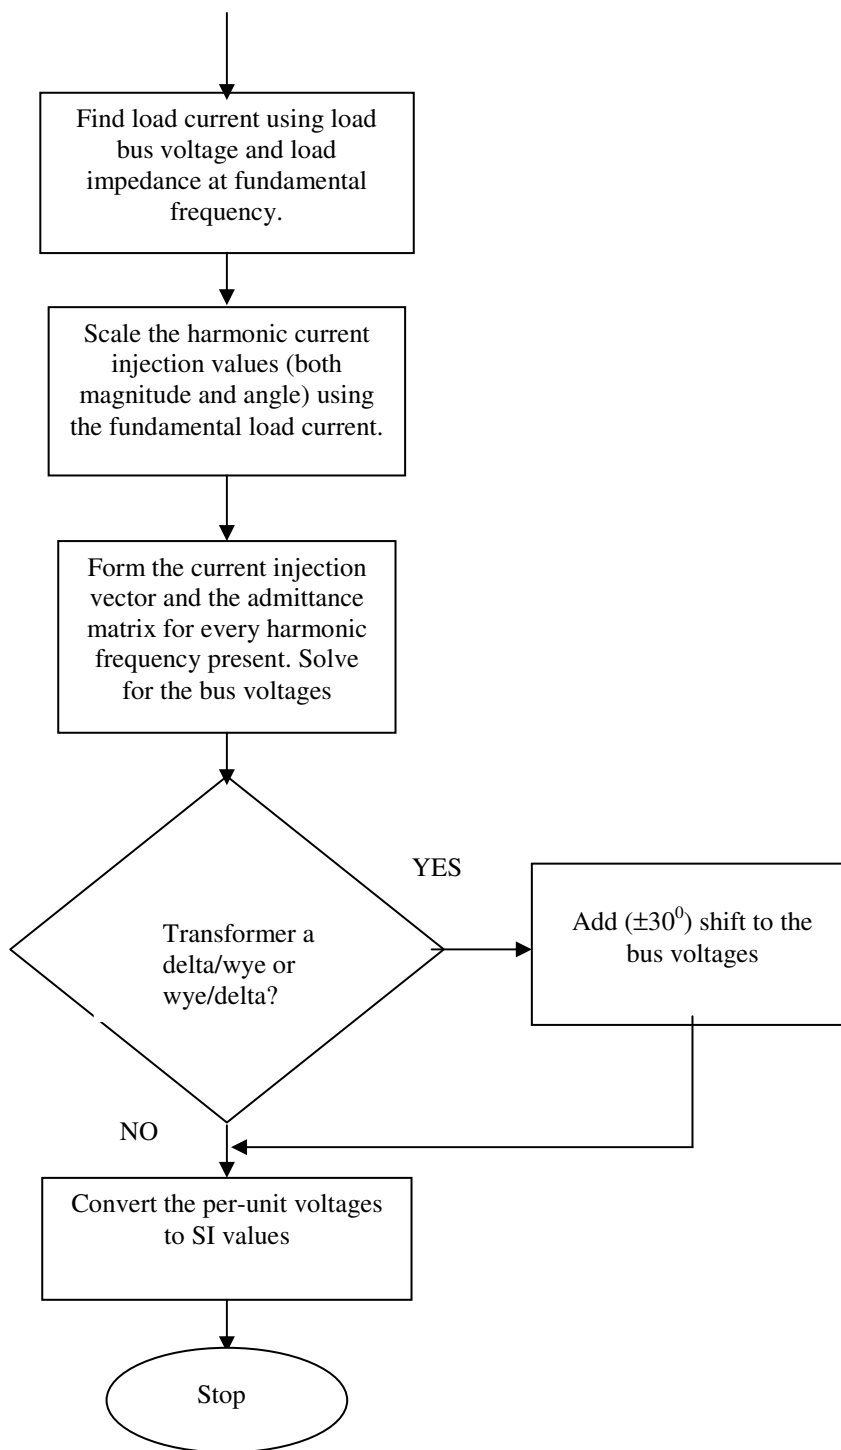 Find load current using load
bus voltage and load
impedance at fundamental
frequency.
Scale the harmonic current
injection values (both
magnitude and angle) using
the fundamental load current.
Form the current injection
vector and the admittance
matrix for every harmonic
frequency present. Solve
for the bus voltages
YES
Transformer a
delta/wye or
wye/delta?
Add (±30⁰) shift to the
bus voltages
NO
Convert the per-unit voltages
to SI values
Stop